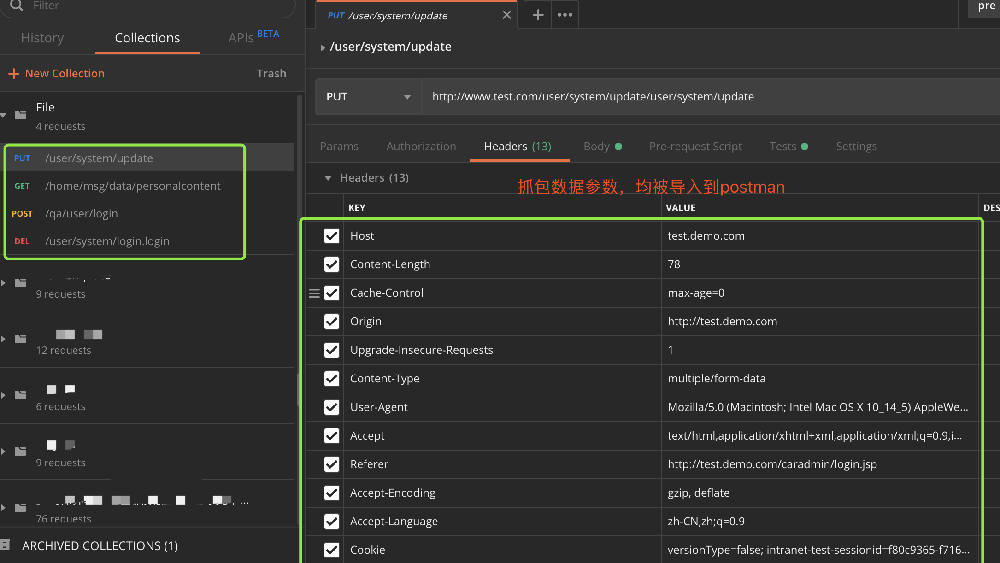 Filter
History
Collections
APIs BETA
+ New Collection
Trash
File
4 requests
PUT /user/system/update
GET /home/msg/data/personalcontent
POST /qa/user/login
DEL /user/system/login.login
9 requests
12 requests
6 requests
9 requests
...
76 requests
ARCHIVED COLLECTIONS (1)
PUT /user/system/update
pre
/user/system/update
PUT
http://www.test.com/user/system/update/user/system/update
Params
Authorization
Headers (13)
Body
Pre-request Script
Tests
Settings
Headers (13)
抓包数据参数，均被导入到postman
KEY VALUE DES
Host test.demo.com
Content-Length 78
Cache-Control max-age=0
Origin http://test.demo.com
Upgrade-Insecure-Requests 1
Content-Type multiple/form-data
User-Agent Mozilla/5.0 (Macintosh; Intel Mac OS X 10_14_5) AppleWe...
Accept text/html,application/xhtml+xml,application/xml;q=0.9,i...
Referer http://test.demo.com/caradmin/login.jsp
Accept-Encoding gzip, deflate
Accept-Language zh-CN,zh;q=0.9
Cookie versionType=false; intranet-test-sessionid=f80c9365-f716...